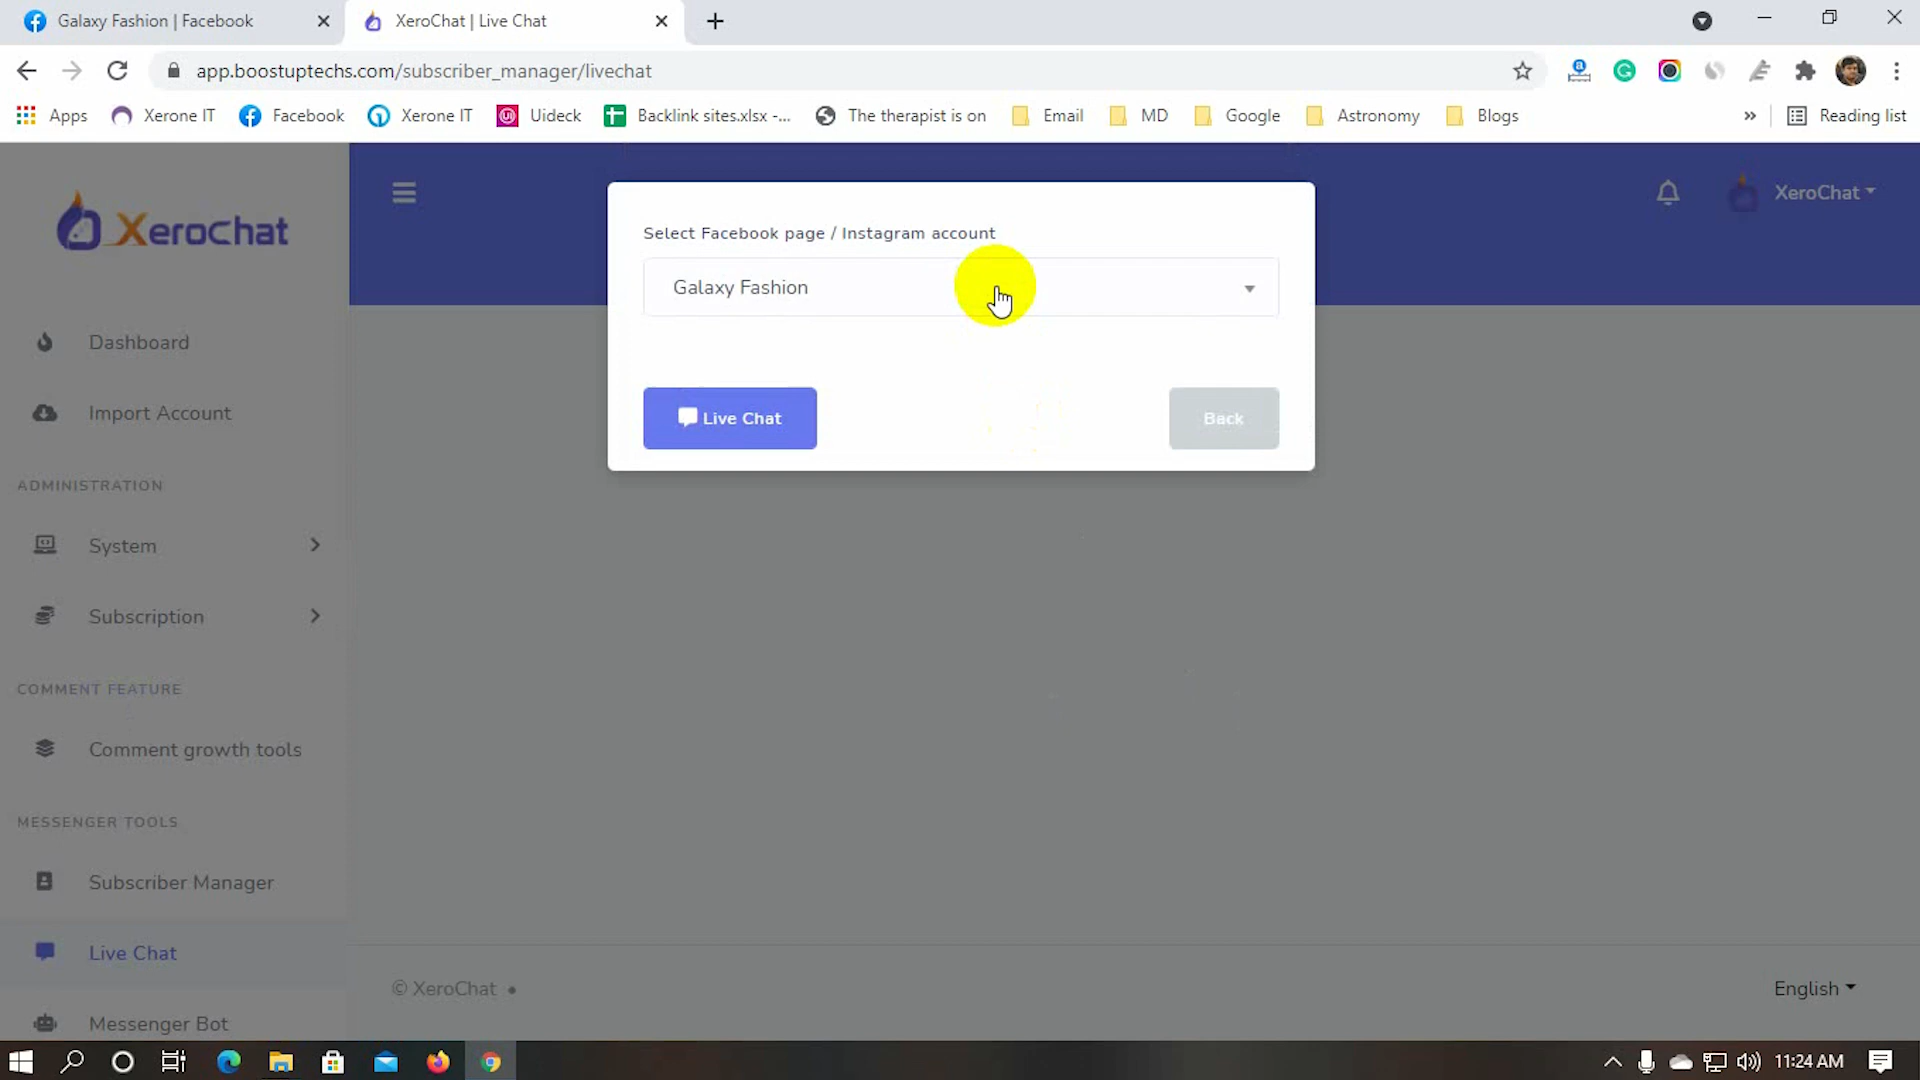 Galaxy Fashion | Facebook
XeroChat | Live Chat
app.boostuptechs.com/subscriber_manager/livechat
Apps
Xerone IT
Facebook
Xerone IT
Uideck
Backlink sites.xlsx -...
The therapist is on
Email
MD
Google
Astronomy
Blogs
»
Reading list
XeroChat
XeroChat
Select Facebook page / Instagram account
Galaxy Fashion
Live Chat
Back
Dashboard
Import Account
ADMINISTRATION
System
Subscription
COMMENT FEATURE
Comment growth tools
MESSENGER TOOLS
Subscriber Manager
Live Chat
Messenger Bot
© XeroChat •
English
11:24 AM